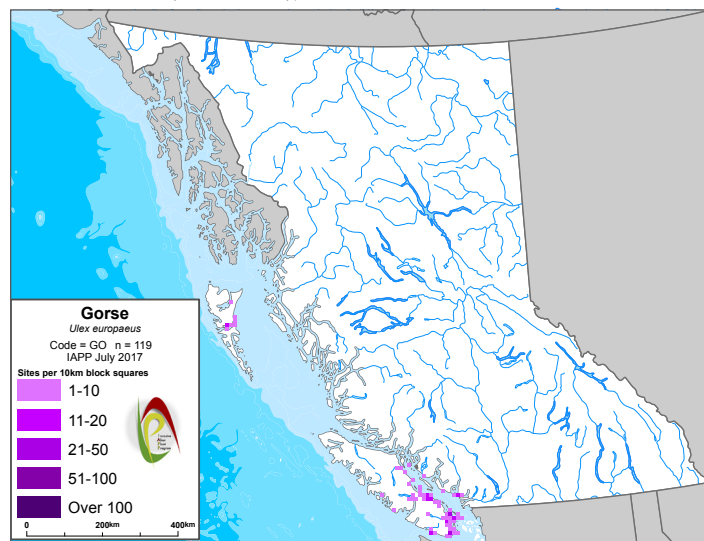 Gorse
Ulex europaeus
Code = GO n = 119
IAPP July 2017
Sites per 10km block squares
1-10
11-20
21-50
51-100
Over 100
0 200km 400km